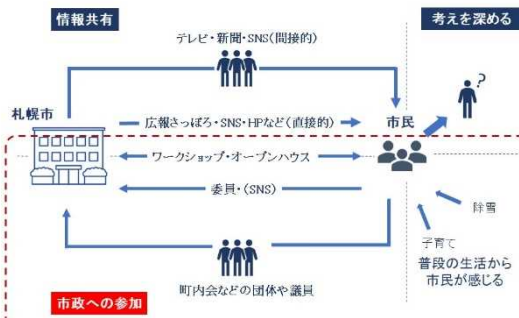 情報共有
考えを深める
テレビ・新聞・SNS(間接的)
?
札幌市
広報さっぽろ・SNS・HPなど(直接的)
市民
ワークショップ・オープンハウス
委員・(SNS)
除雪
子育て
普段の生活から
市民が感じる
町内会などの団体や議員
市政への参加